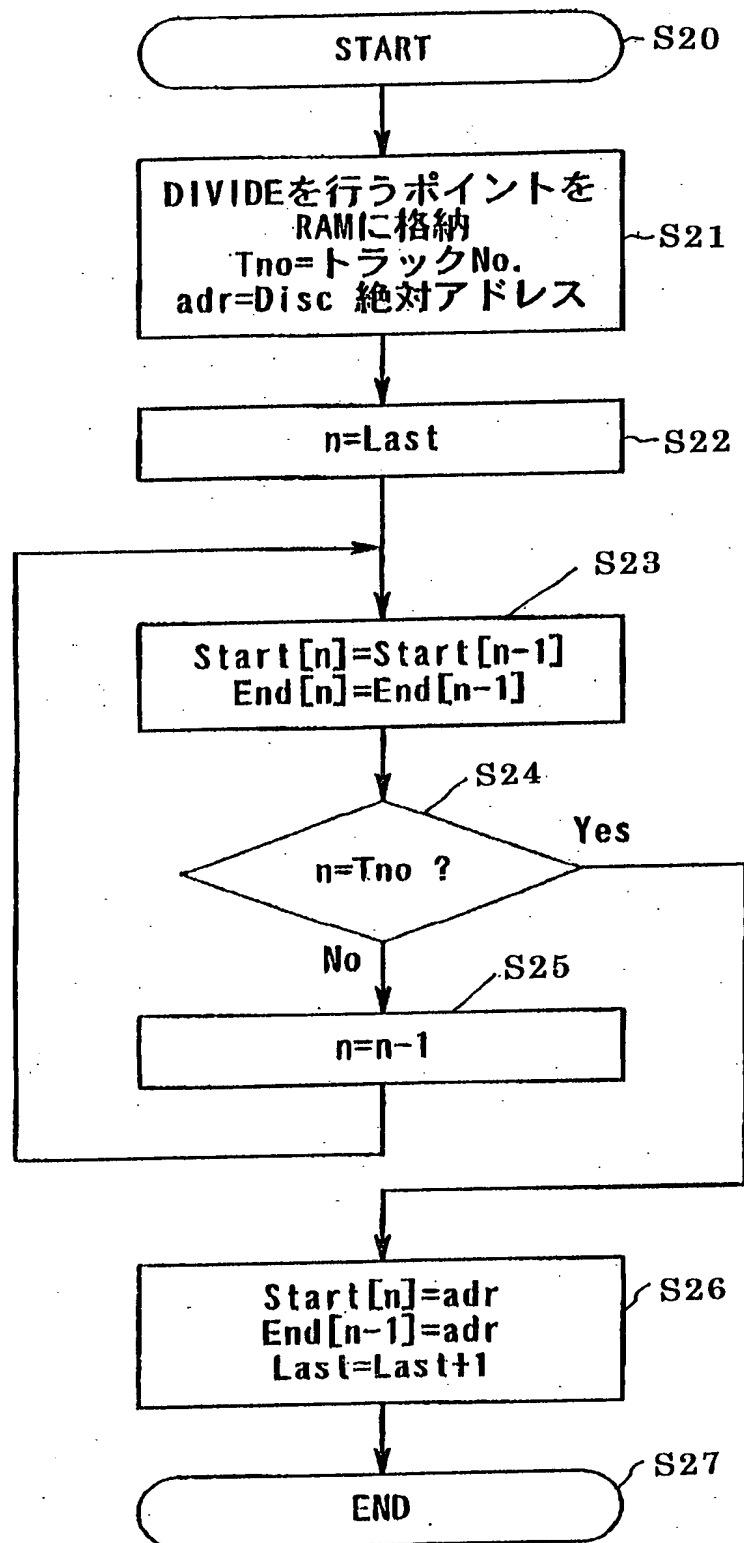 START
S20
DIVIDEを行うポイントを
RAMに格納
Tno=トラックNo.
adr=Disc 絶対アドレス
S21
n=Last
S22
S23
Start[n]=Start[n-1]
End[n]=End[n-1]
S24
n=Tno ?
Yes
No
S25
n=n-1
Start[n]=adr
End[n-1]=adr
Last=Last+1
S26
END
S27